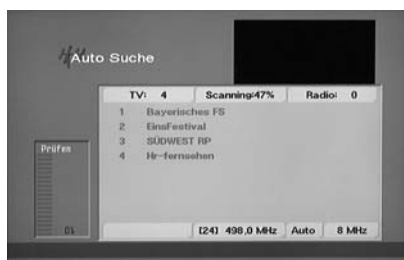 Auto Suche
TV: 4 Scanning:47% Radio: 0
1 Bayerisches FS
2 EinsFestival
3 SÜDWEST RP
4 Hr-fernsehen
Prüfen
0%
[24] 498,0 MHz Auto 8 MHz